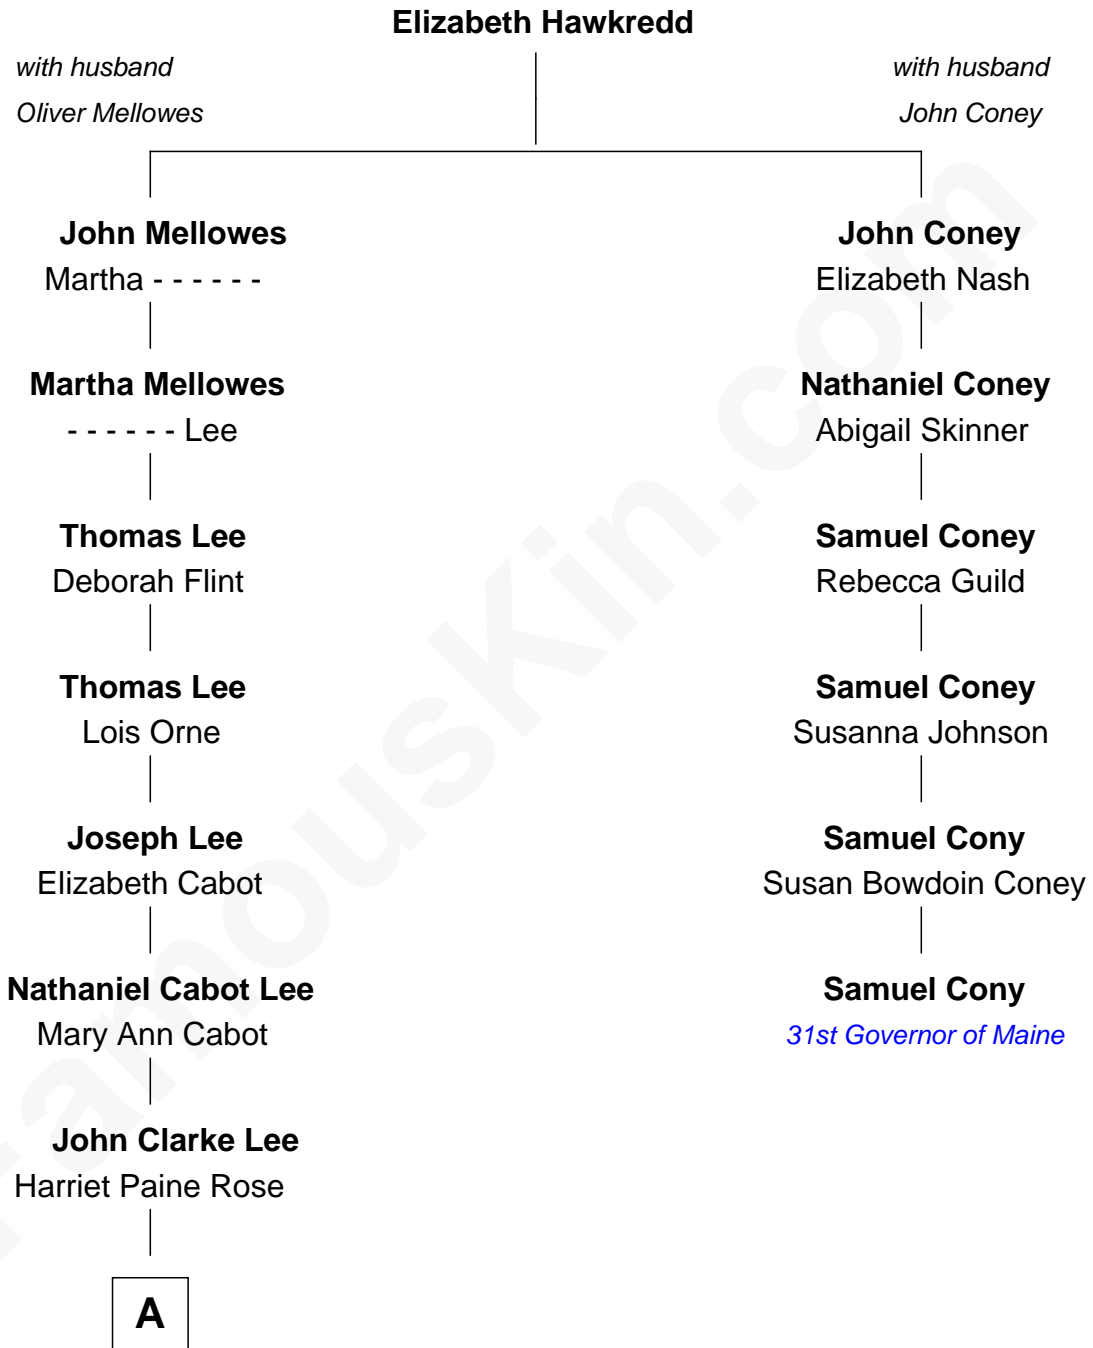 Elizabeth Hawkredd
with husband
Oliver Mellowes
with husband
John Coney
John Mellowes
Martha - - - - - -
John Coney
Elizabeth Nash
Martha Mellowes
- - - - - - Lee
Nathaniel Coney
Abigail Skinner
Thomas Lee
Deborah Flint
Samuel Coney
Rebecca Guild
Thomas Lee
Lois Orne
Samuel Coney
Susanna Johnson
Joseph Lee
Elizabeth Cabot
Samuel Cony
Susan Bowdoin Coney
Nathaniel Cabot Lee
Mary Ann Cabot
Samuel Cony
31st Governor of Maine
John Clarke Lee
Harriet Paine Rose
A
FamousKin.com